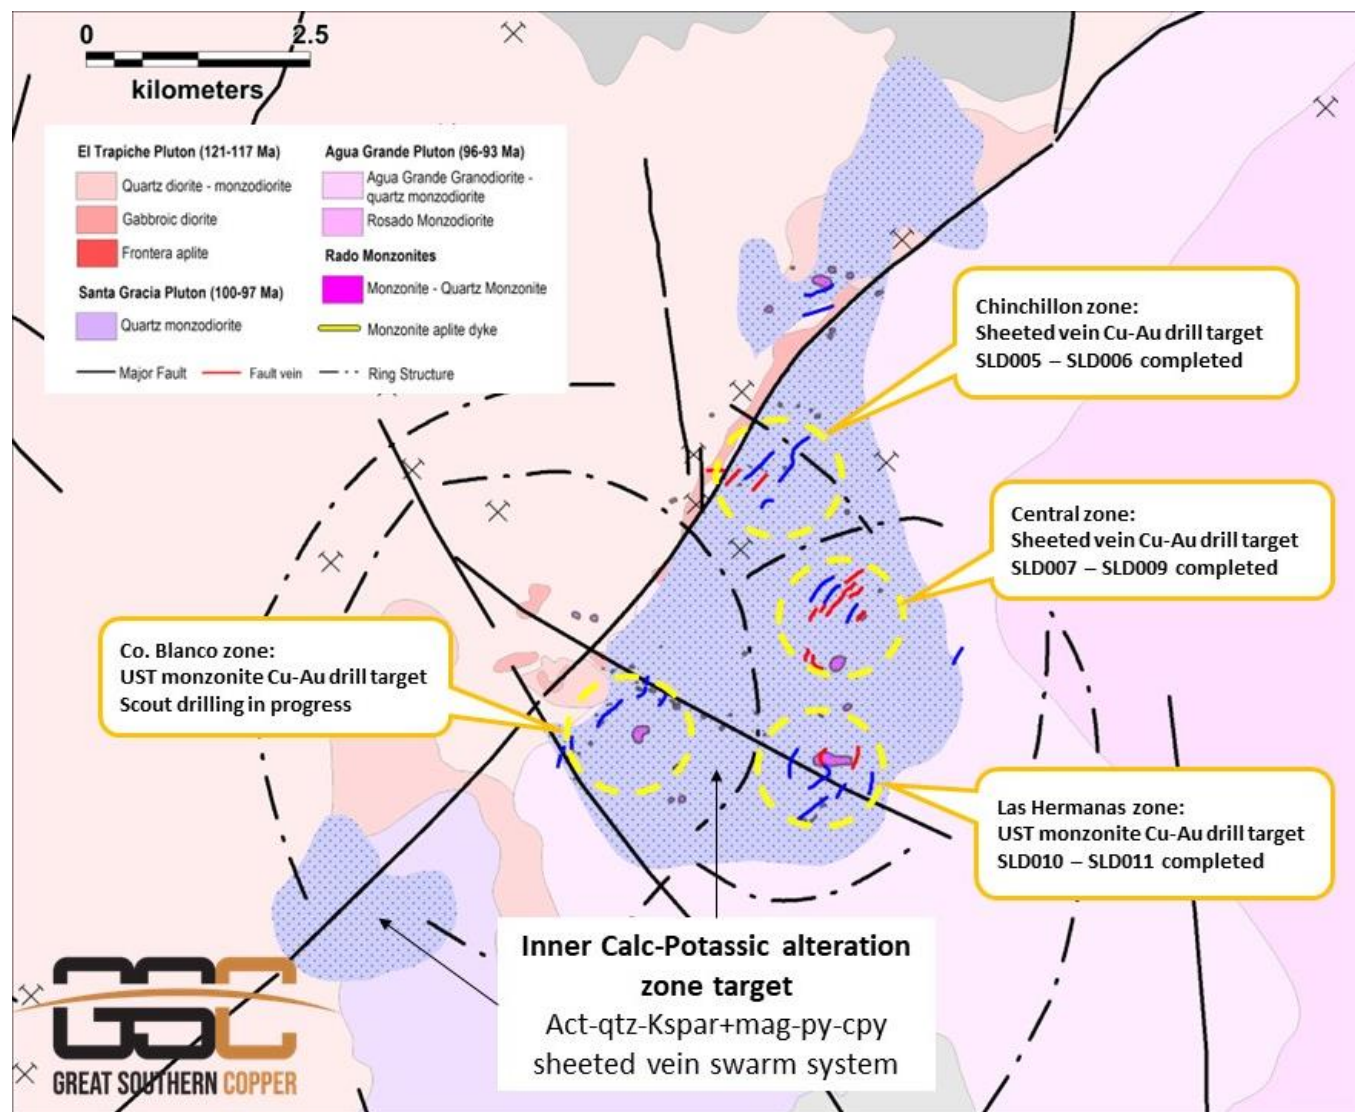 0 2.5
kilometers
El Trapiche Pluton (121-117 Ma)
Quartz diorite - monzodiorite
Gabbroic diorite
Frontera aplite
Santa Gracia Pluton (100-97 Ma)
Quartz monzodiorite
Agua Grande Pluton (96-93 Ma)
Agua Grande Granodiorite -
quartz monzodiorite
Rosado Monzodiorite
Rado Monzonites
Monzonite - Quartz Monzonite
Monzonite aplite dyke
Major Fault
Fault vein
Ring Structure
Chinchillon zone:
Sheeted vein Cu-Au drill target
SLD005 – SLD006 completed
Central zone:
Sheeted vein Cu-Au drill target
SLD007 – SLD009 completed
Co. Blanco zone:
UST monzonite Cu-Au drill target
Scout drilling in progress
Las Hermanas zone:
UST monzonite Cu-Au drill target
SLD010 – SLD011 completed
Inner Calc-Potassic alteration
zone target
Act-qtz-Kspar+mag-py-cpy
sheeted vein swarm system
GSC
GREAT SOUTHERN COPPER